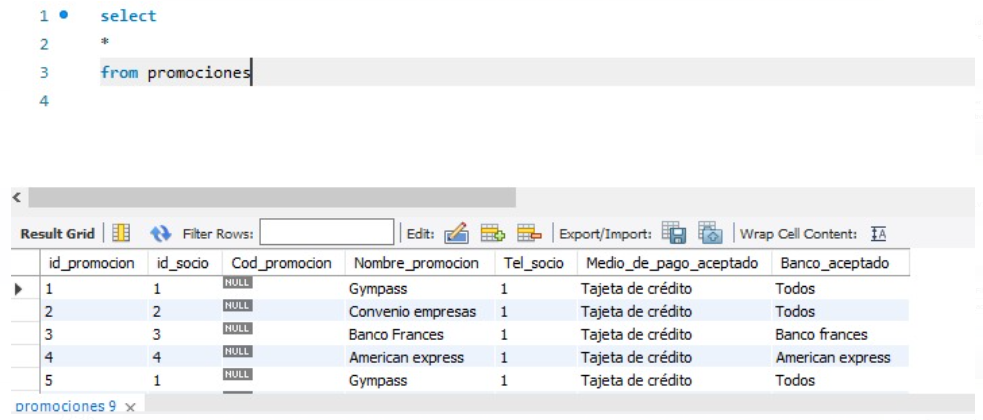 1 select
2 *
3 from promociones
4
Result Grid Filter Rows: Edit: Export/Import: Wrap Cell Content: IA
id_promocion id_socio Cod_promocion Nombre_promocion Tel_socio Medio_de_pago_aceptado Banco_aceptado
1 1 NULL Gympass 1 Tajeta de crédito Todos
2 2 NULL Convenio empresas 1 Tajeta de crédito Todos
3 3 NULL Banco Frances 1 Tajeta de crédito Banco frances
4 4 NULL American express 1 Tajeta de crédito American express
5 1 NULL Gympass 1 Tajeta de crédito Todos
promociones 9